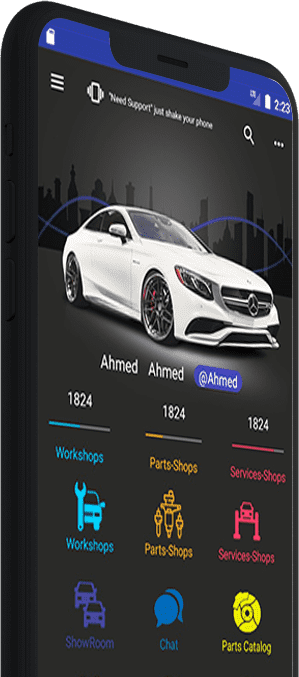 LTE 2:23
"Need Support" just shake your phone
Ahmed Ahmed @Ahmed
1824 1824 1824
Workshops Parts-Shops Services-Shops
Workshops Parts-Shops Services-Shops
ShowRoom Chat Parts Catalog